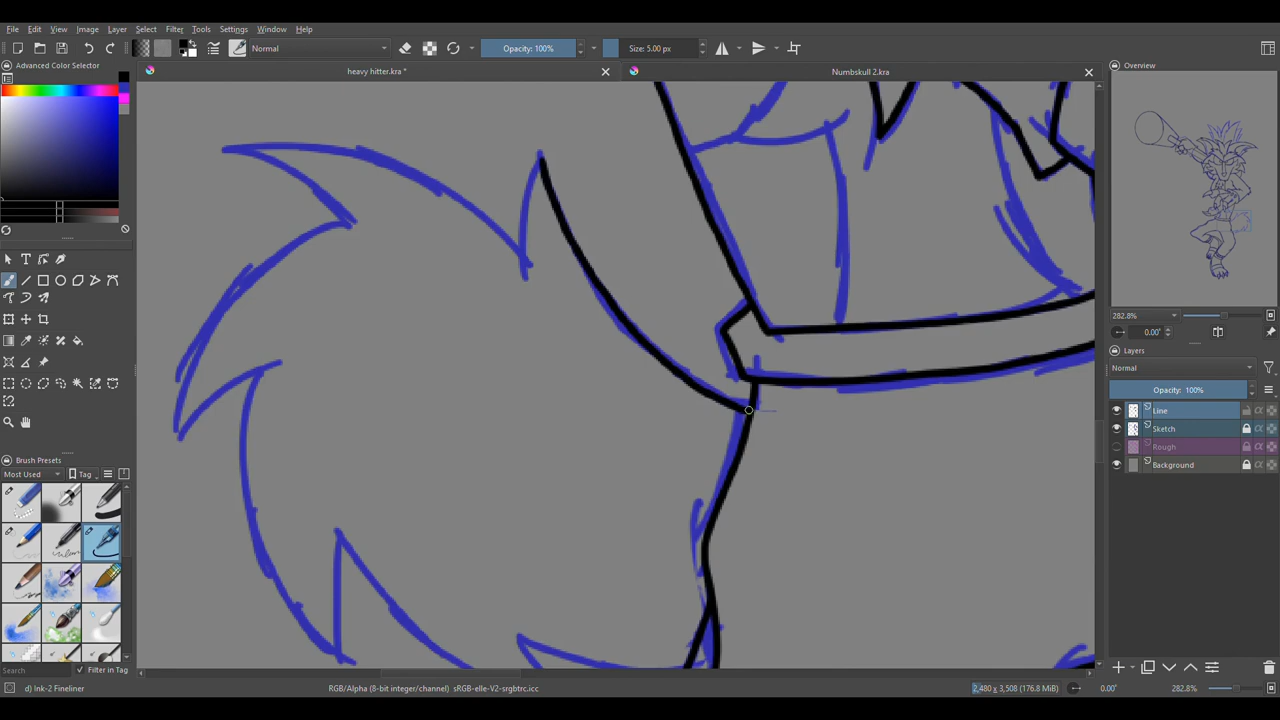 File Edit View Image Layer Select Filter Tools Settings Window Help
Normal Opacity: 100% Size: 5.00 px
Advanced Color Selector
heavy hitter.kra *
Numbskull 2.kra
Overview
282.8%
0.00°
Layers
Normal
Opacity: 100%
Line
Sketch
Rough
Background
Brush Presets
Most Used Tag
Search Filter in Tag
d) Ink-2 Fineliner
RGB/Alpha (8-bit integer/channel) sRGB-elle-V2-srgbtrc.icc
2,480 x 3,508 (176.8 MiB)
0.00°
282.8%